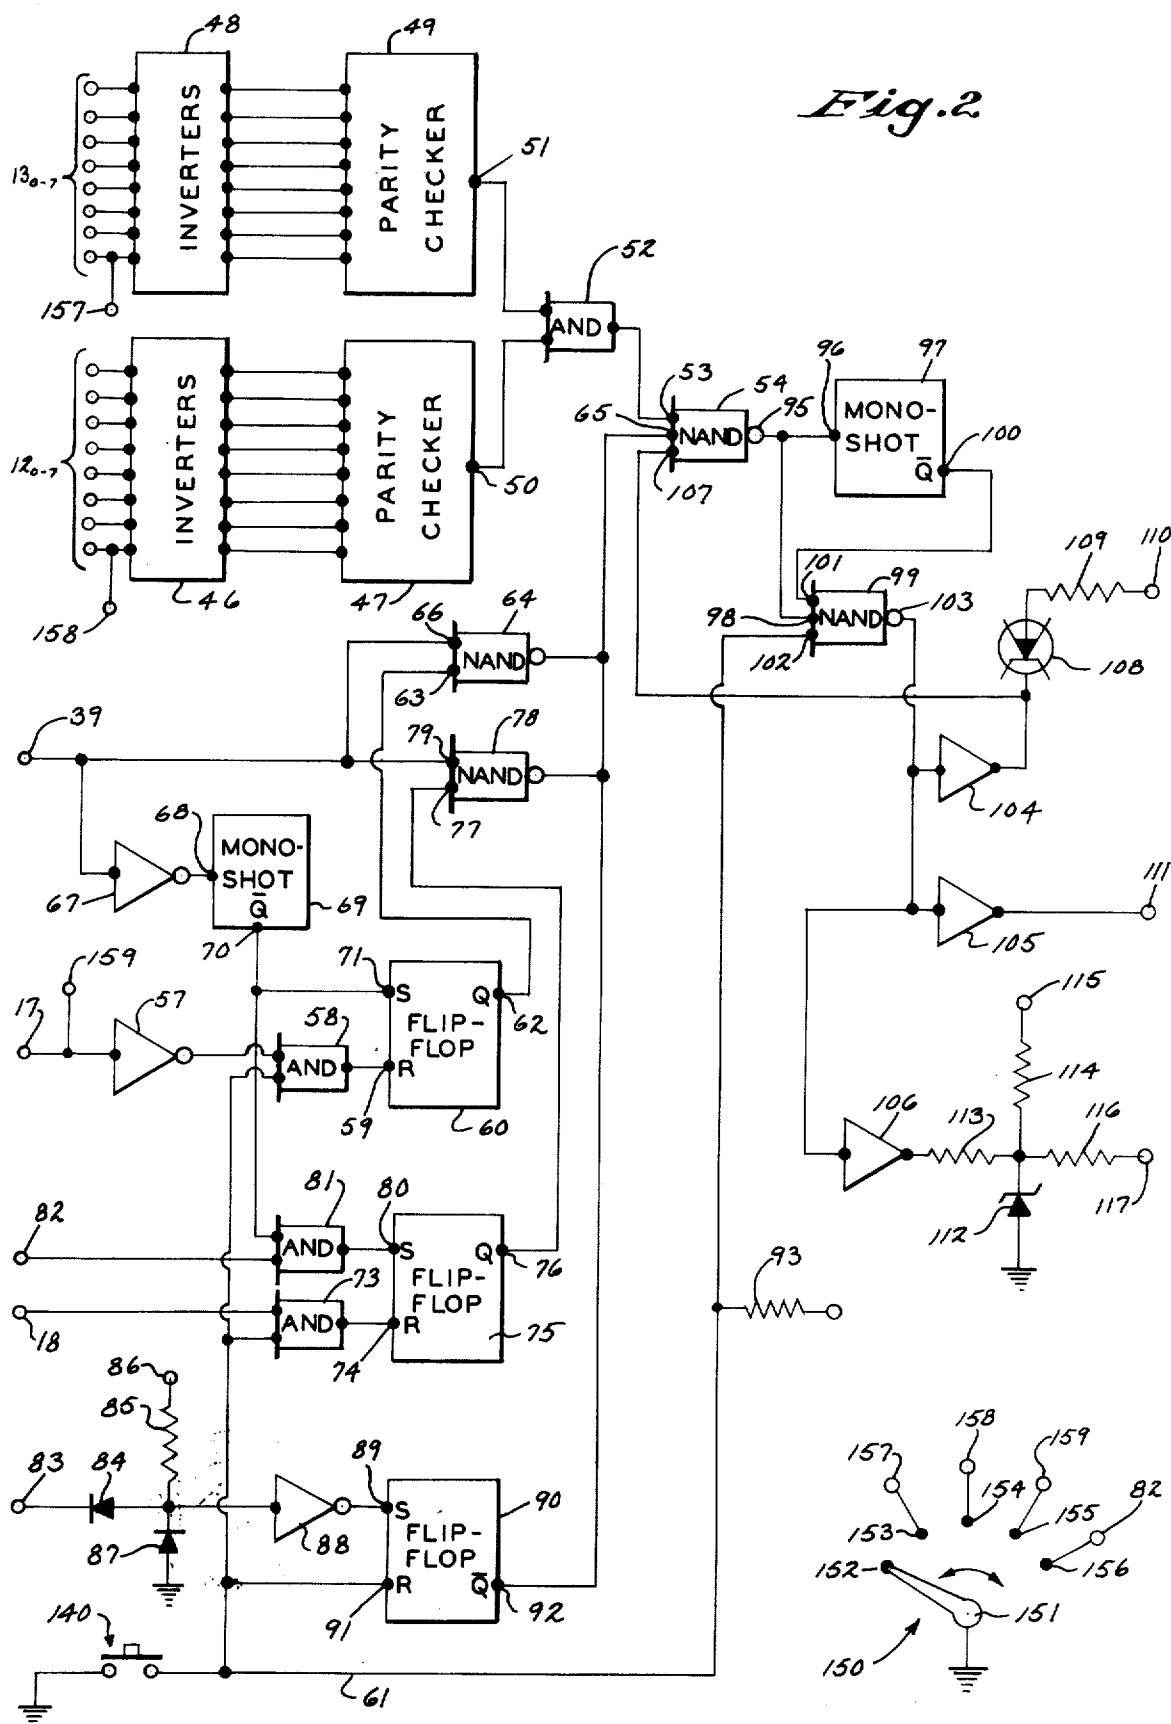 Fig.2
48
49
INVERTERS
PARITY
CHECKER
51
13₀₋₇
157
52
AND
INVERTERS
PARITY
CHECKER
50
12₀₋₇
158
46
47
53
54
65
NAND
95
107
96
97
MONO-
SHOT
Q̅
100
101
99
98
NAND
103
102
109
110
108
66
64
NAND
63
39
79
78
NAND
77
104
68
MONO-
SHOT
Q̅
67
69
70
111
105
159
71
57
17
58
AND
S
Q
FLIP-
FLOP
R
62
59
60
115
114
106
113
116
112
117
81
80
82
AND
S
Q
76
73
FLIP-
FLOP
18
AND
R
75
74
93
86
85
83
84
89
S
90
FLIP-
FLOP
87
88
R
Q̅
91
92
140
61
157
158
159
82
153
154
155
152
156
151
150